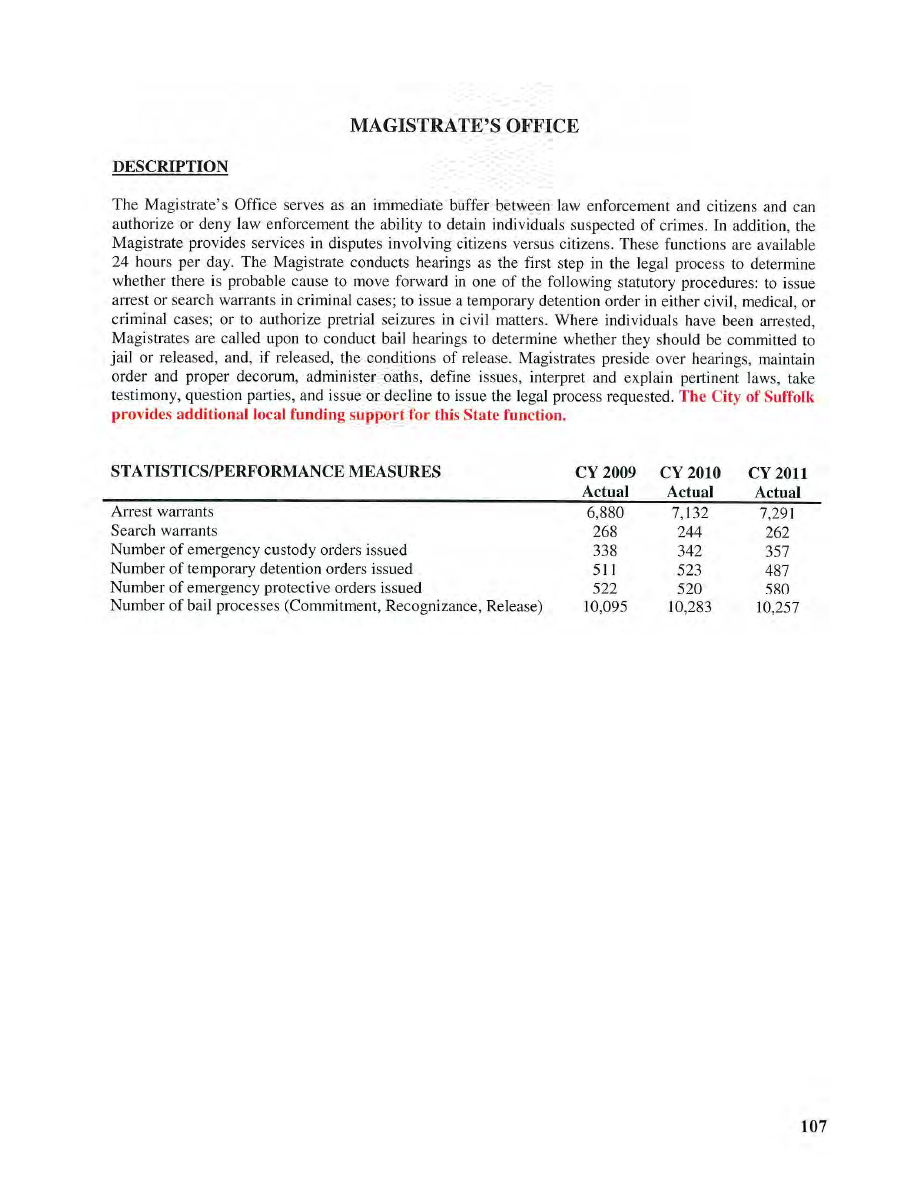 MAGISTRATE'S OFFICE
DESCRIPTION
The Magistrate's Office serves as an immediate buffer between law enforcement and citizens and can
authorize or deny law enforcement the ability to detain individuals suspected of crimes. In addition, the
Magistrate provides services in disputes involving citizens versus citizens. These functions are available
24 hours per day. The Magistrate conducts hearings as the first step in the legal process to determine
whether there is probable cause to move forward in one of the following statutory procedures: to issue
arrest or search warrants in criminal cases; to issue a temporary detention order in either civil, medical, or
criminal cases; or to authorize pretrial seizures in civil matters. Where individuals have been arrested,
Magistrates are called upon to conduct bail hearings to determine whether they should be committed to
jail or released, and, if released, the conditions of release. Magistrates preside over hearings, maintain
order and proper decorum, administer oaths, define issues, interpret and explain pertinent laws, take
testimony, question parties, and issue or decline to issue the legal process requested. The City of Suffolk
provides additional local funding support for this State function.
STATISTICS/PERFORMANCE MEASURES CY 2009 CY 2010 CY 2011
Actual Actual Actual
Arrest warrants 6,880 7,132 7,291
Search warrants 268 244 262
Number of emergency custody orders issued 338 342 357
Number of temporary detention orders issued 511 523 487
Number of emergency protective orders issued 522 520 580
Number of bail processes (Commitment, Recognizance, Release) 10,095 10,283 10,257
107